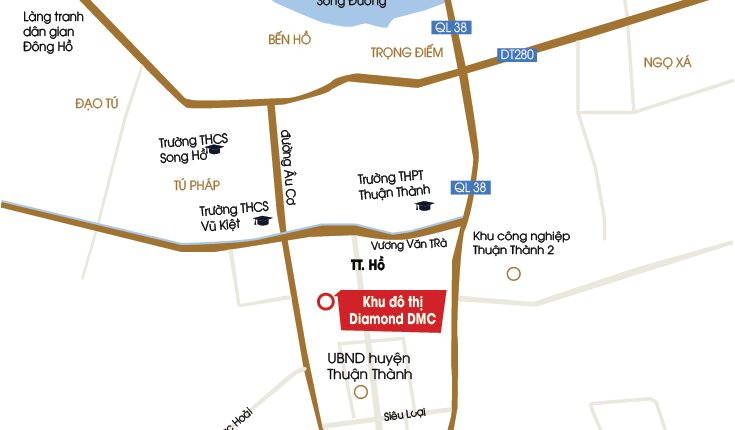 Sông Đuống
Làng tranh
dân gian
Đông Hồ
QL 38
BẾN HỒ
TRỌNG ĐIẾM
DT280
NGỌ XÁ
ĐẠO TÚ
Trường THCS
Song Hồ
đường Âu Cơ
TÚ PHÁP
Trường THPT
Thuận Thành
QL 38
Trường THCS
Vũ Kiệt
Vương Văn TRà
Khu công nghiệp
Thuận Thành 2
TT. Hồ
Khu đô thị
Diamond DMC
UBND huyện
Thuận Thành
Siêu Loại
Hoài